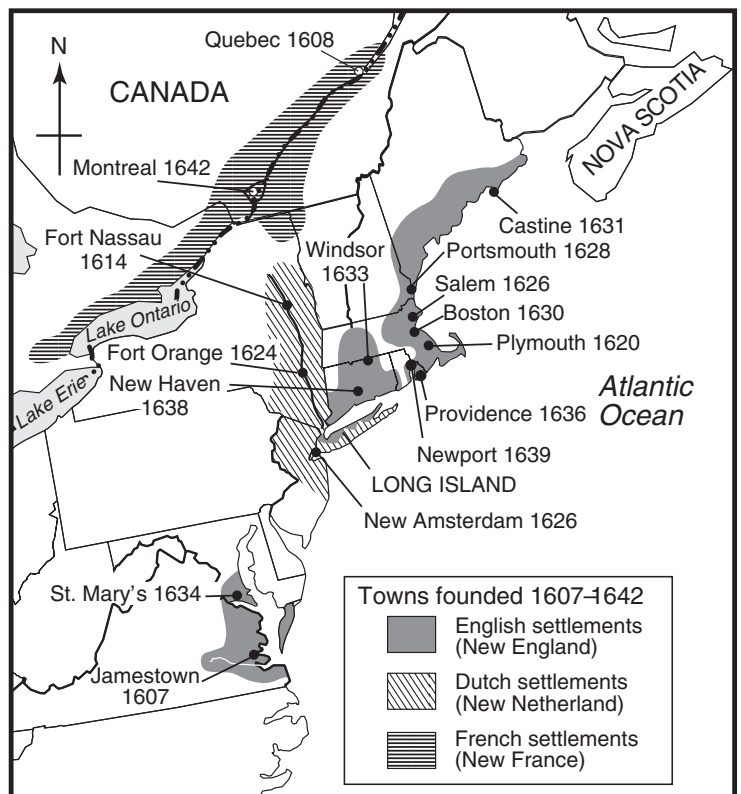 N
Quebec 1608
CANADA
NOVA SCOTIA
Montreal 1642
Castine 1631
Fort Nassau
1614
Windsor
1633
Portsmouth 1628
Salem 1626
Boston 1630
Lake Ontario
Plymouth 1620
Fort Orange 1624
Lake Erie
New Haven
1638
Atlantic
Ocean
Providence 1636
Newport 1639
LONG ISLAND
New Amsterdam 1626
St. Mary's 1634
Jamestown
1607
Towns founded 1607–1642
English settlements
(New England)
Dutch settlements
(New Netherland)
French settlements
(New France)